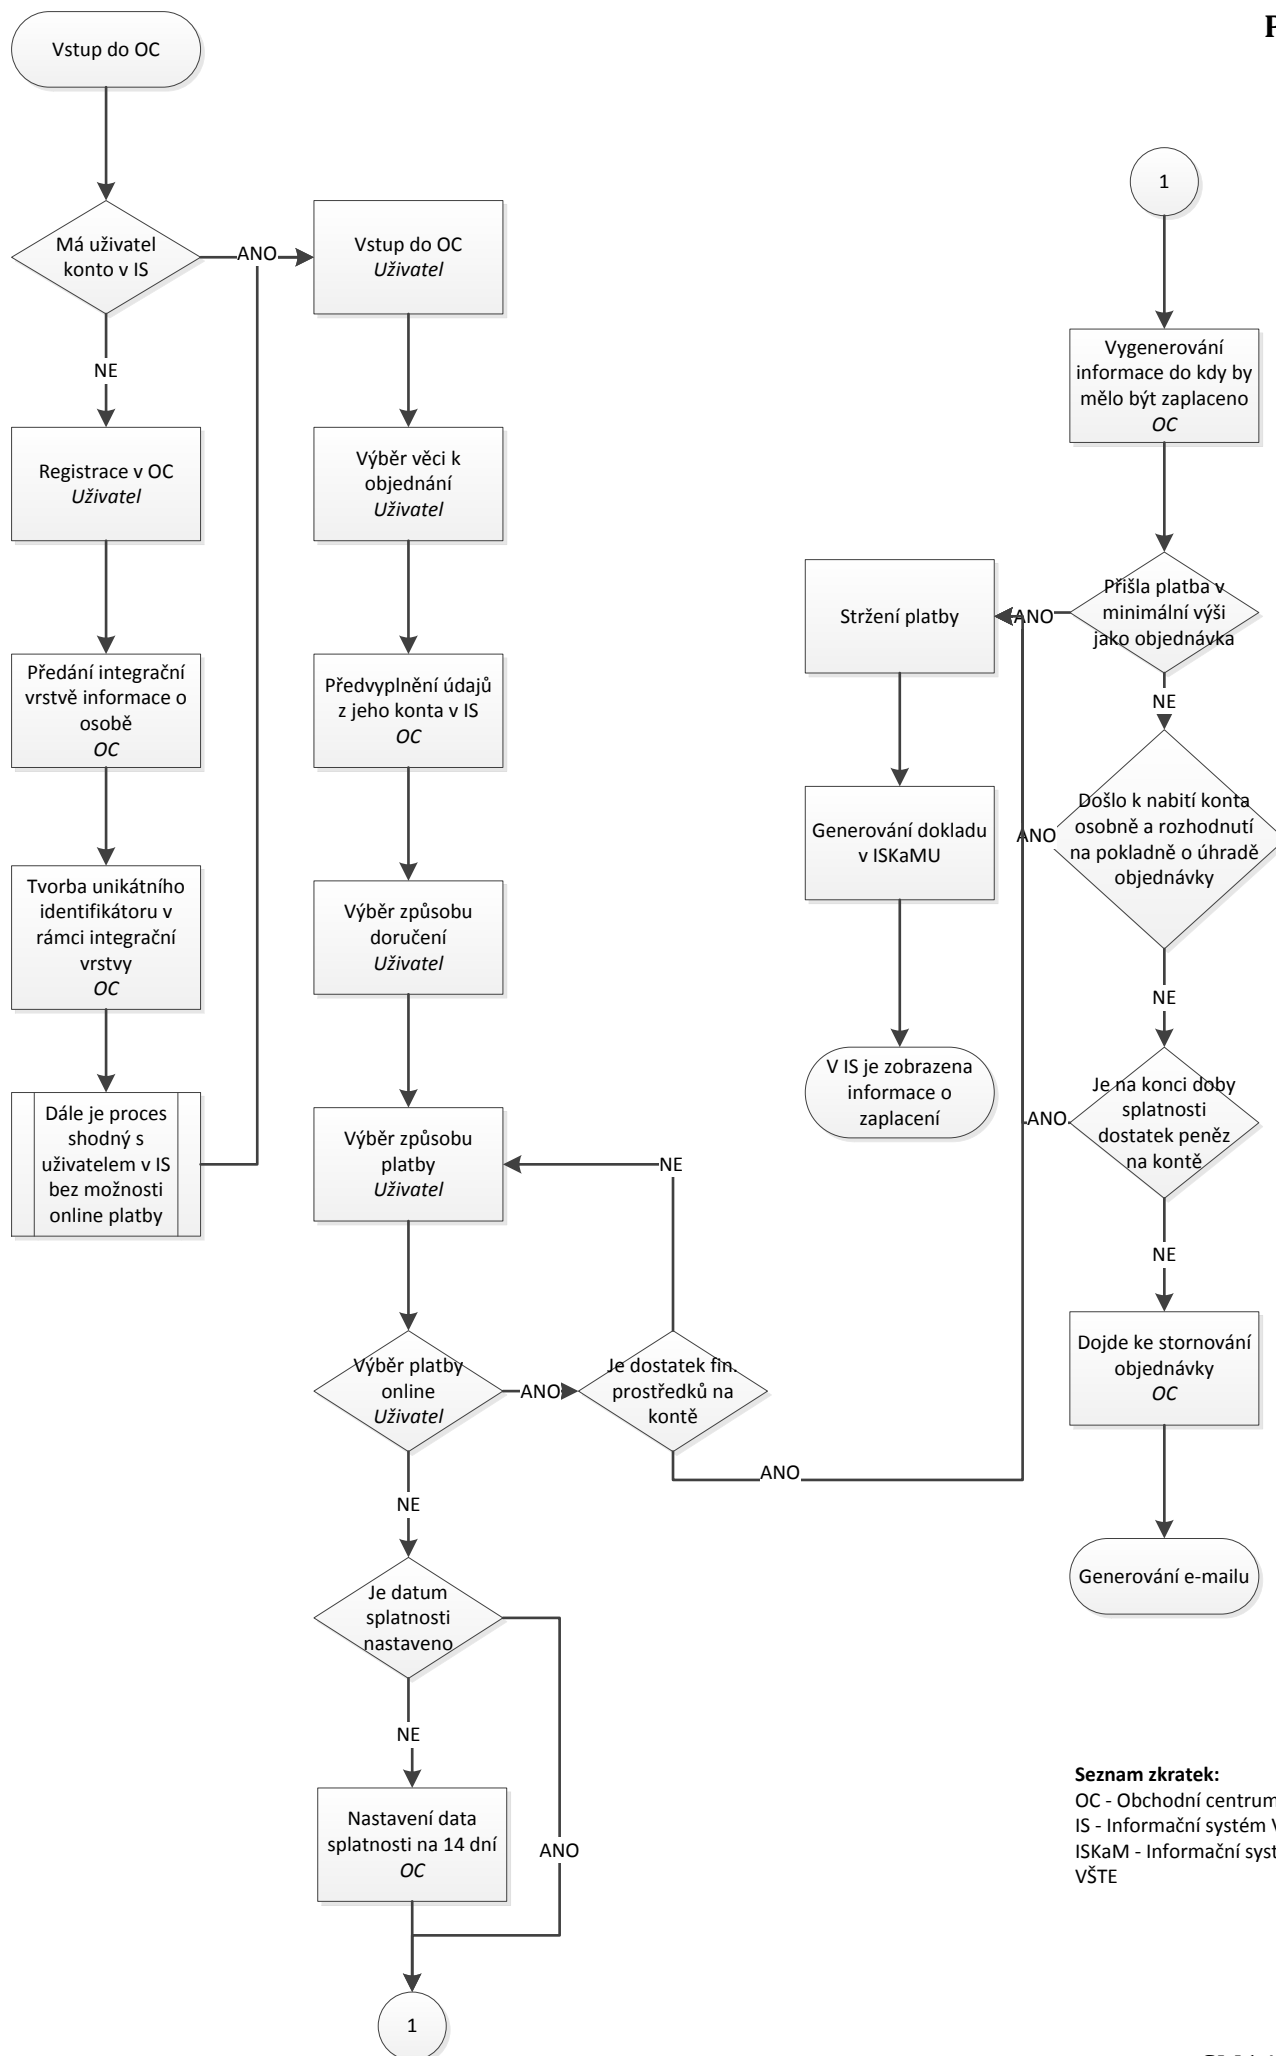 P
Vstup do OC
Má uživatel
konto v IS
ANO
NE
Registrace v OC
Uživatel
Předání integrační
vrstvě informace o
osobě
OC
Tvorba unikátního
identifikátoru v
rámci integrační
vrstvy
OC
Dále je proces
shodný s
uživatelem v IS
bez možnosti
online platby
Vstup do OC
Uživatel
Výběr věci k
objednání
Uživatel
Předvyplnění údajů
z jeho konta v IS
OC
Výběr způsobu
doručení
Uživatel
Výběr způsobu
platby
Uživatel
NE
Výběr platby
online
Uživatel
ANO
Je dostatek fin.
prostředků na
kontě
ANO
NE
Je datum
splatnosti
nastaveno
NE
ANO
Nastavení data
splatnosti na 14 dní
OC
1
1
Vygenerování
informace do kdy by
mělo být zaplaceno
OC
Přišla platba v
minimální výši
jako objednávka
ANO
NE
Stržení platby
Generování dokladu
v ISKaMU
V IS je zobrazena
informace o
zaplacení
Došlo k nabití konta
osobně a rozhodnutí
na pokladně o úhradě
objednávky
ANO
NE
Je na konci doby
splatnosti
dostatek peněz
na kontě
ANO
NE
Dojde ke stornování
objednávky
OC
Generování e-mailu
Seznam zkratek:
OC - Obchodní centrum
IS - Informační systém V
ISKaM - Informační syst
VŠTE